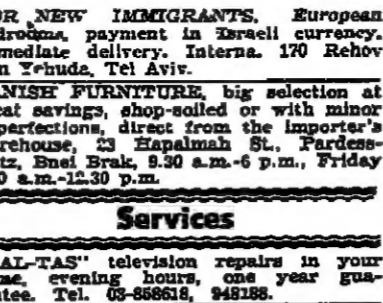 OR NEW IMMIGRANTS. European
drooms, payment in Israeli currency.
mediate delivery. Interna. 170 Rehov
n Yehuda, Tel Aviv.
ANISH FURNITURE, big selection at
eat savings, shop-soiled or with minor
perfections, direct from the importer's
rehouse, 23 Hapalmah St., Pardess-
tz, Bnei Brak, 9.30 a.m.-6 p.m., Friday
0 a.m.-12.30 p.m.
Services
AL-TAS" television repairs in your
me, evening hours, one year gua-
ntee. Tel. 03-858618, 948188.